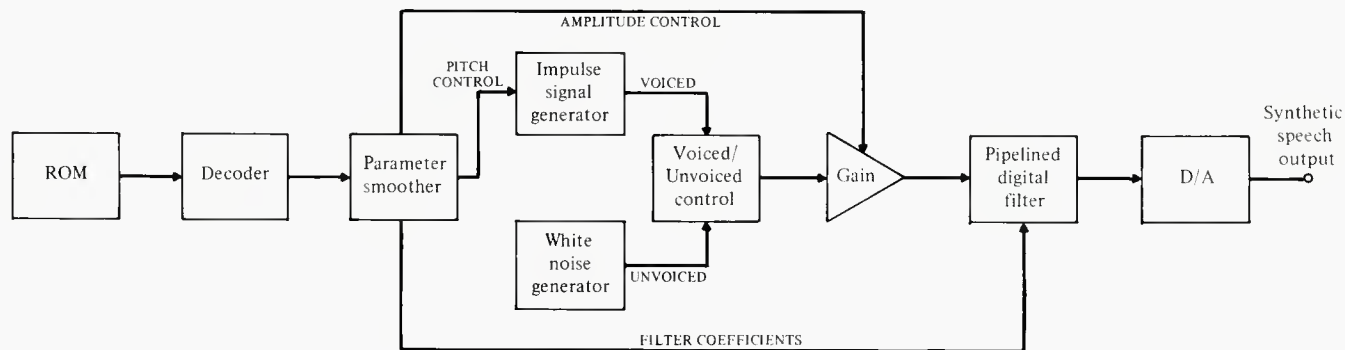 AMPLITUDE CONTROL
PITCH
CONTROL
Impulse
signal
generator
VOICED
ROM
Decoder
Parameter
smoother
Voiced/
Unvoiced
control
Gain
Pipelined
digital
filter
D/A
Synthetic
speech
output
White
noise
generator
UNVOICED
FILTER COEFFICIENTS